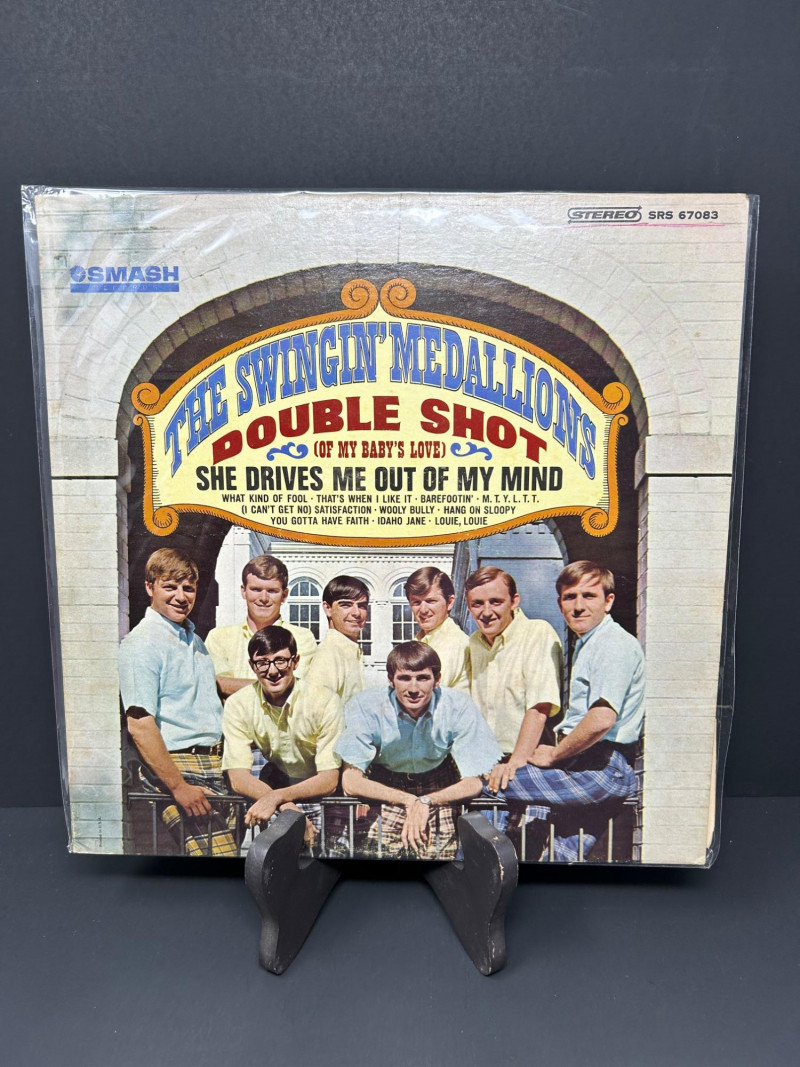 STEREO SRS 67083
SMASH
THE SWINGIN' MEDALLIONS
DOUBLE SHOT
(OF MY BABY'S LOVE)
SHE DRIVES ME OUT OF MY MIND
WHAT KIND OF FOOL · THAT'S WHEN I LIKE IT · BAREFOOTIN' · M. T. Y. L. T. T.
(I CAN'T GET NO) SATISFACTION · WOOLY BULLY · HANG ON SLOOPY
YOU GOTTA HAVE FAITH · IDAHO JANE · LOUIE, LOUIE